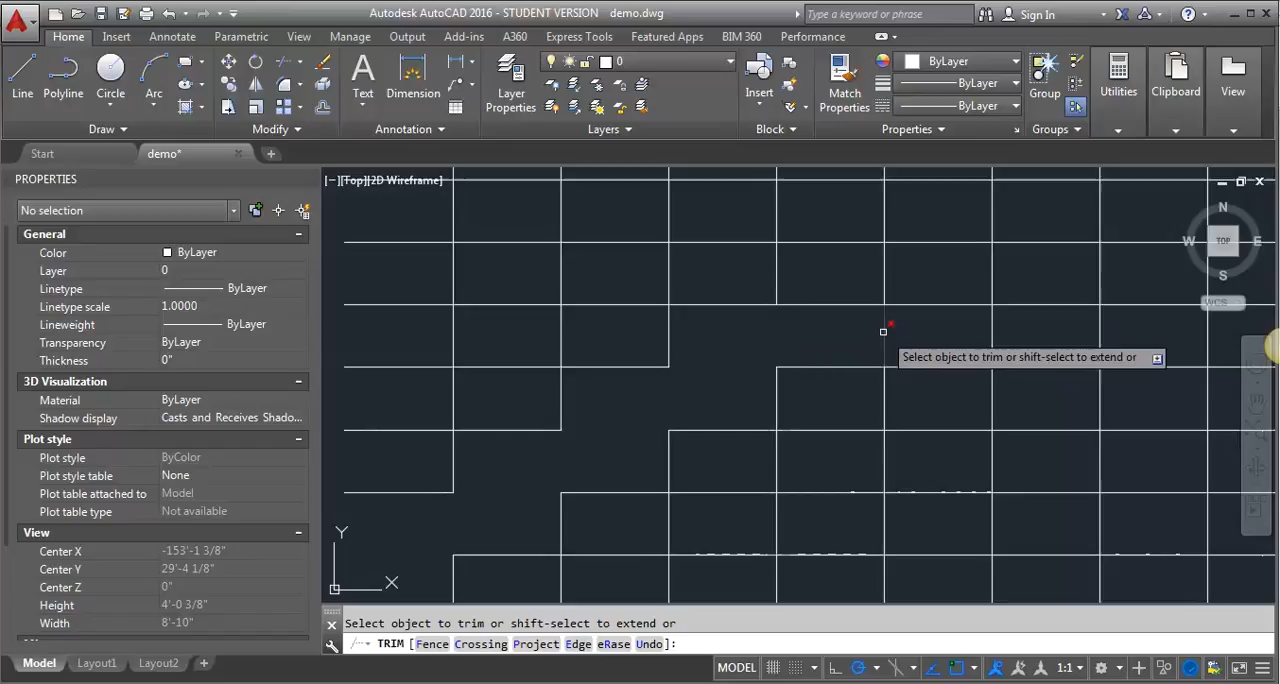 Autodesk AutoCAD 2016 - STUDENT VERSION demo.dwg
Type a keyword or phrase
Sign In
Home Insert Annotate Parametric View Manage Output Add-ins A360 Express Tools Featured Apps BIM 360 Performance
0
ByLayer
ByLayer
ByLayer
Line Polyline Circle Arc Text Dimension Layer Properties Insert Match Properties Group Utilities Clipboard View
Draw Modify Annotation Layers Block Properties Groups
Start demo*
PROPERTIES
[−][Top][2D Wireframe]
No selection
General
Color ByLayer
Layer 0
Linetype ByLayer
Linetype scale 1.0000
Lineweight ByLayer
Transparency ByLayer
Thickness 0"
3D Visualization
Material ByLayer
Shadow display Casts and Receives Shado...
Plot style
Plot style ByColor
Plot style table None
Plot table attached to Model
Plot table type Not available
View
Center X -153'-1 3/8"
Center Y 29'-4 1/8"
Center Z 0"
Height 4'-0 3/8"
Width 8'-10"
N
W TOP E
S
WCS
Select object to trim or shift-select to extend or
Y
X
Select object to trim or shift-select to extend or
TRIM [Fence Crossing Project Edge eRase Undo]:
Model Layout1 Layout2 +
MODEL 1:1